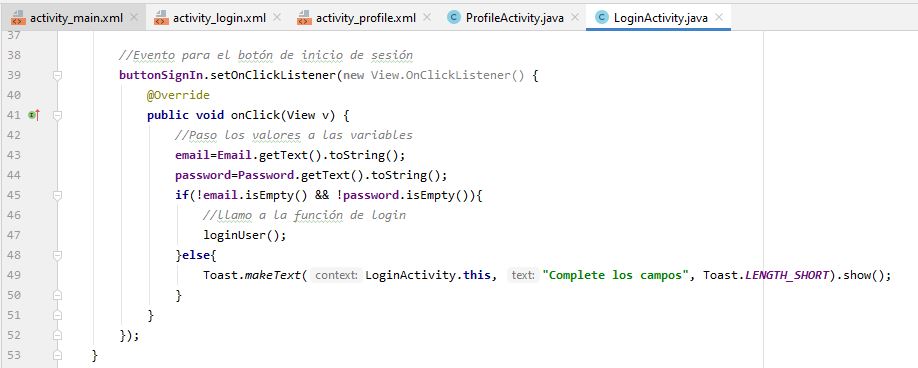 activity_main.xml activity_login.xml activity_profile.xml ProfileActivity.java LoginActivity.java
37
38 //Evento para el botón de inicio de sesión
39 buttonSignIn.setOnClickListener(new View.OnClickListener() {
40 @Override
41 public void onClick(View v) {
42 //Paso los valores a las variables
43 email=Email.getText().toString();
44 password=Password.getText().toString();
45 if(!email.isEmpty() && !password.isEmpty()){
46 //llamo a la función de login
47 loginUser();
48 }else{
49 Toast.makeText( context: LoginActivity.this, text: "Complete los campos", Toast.LENGTH_SHORT).show();
50 }
51 }
52 });
53 }